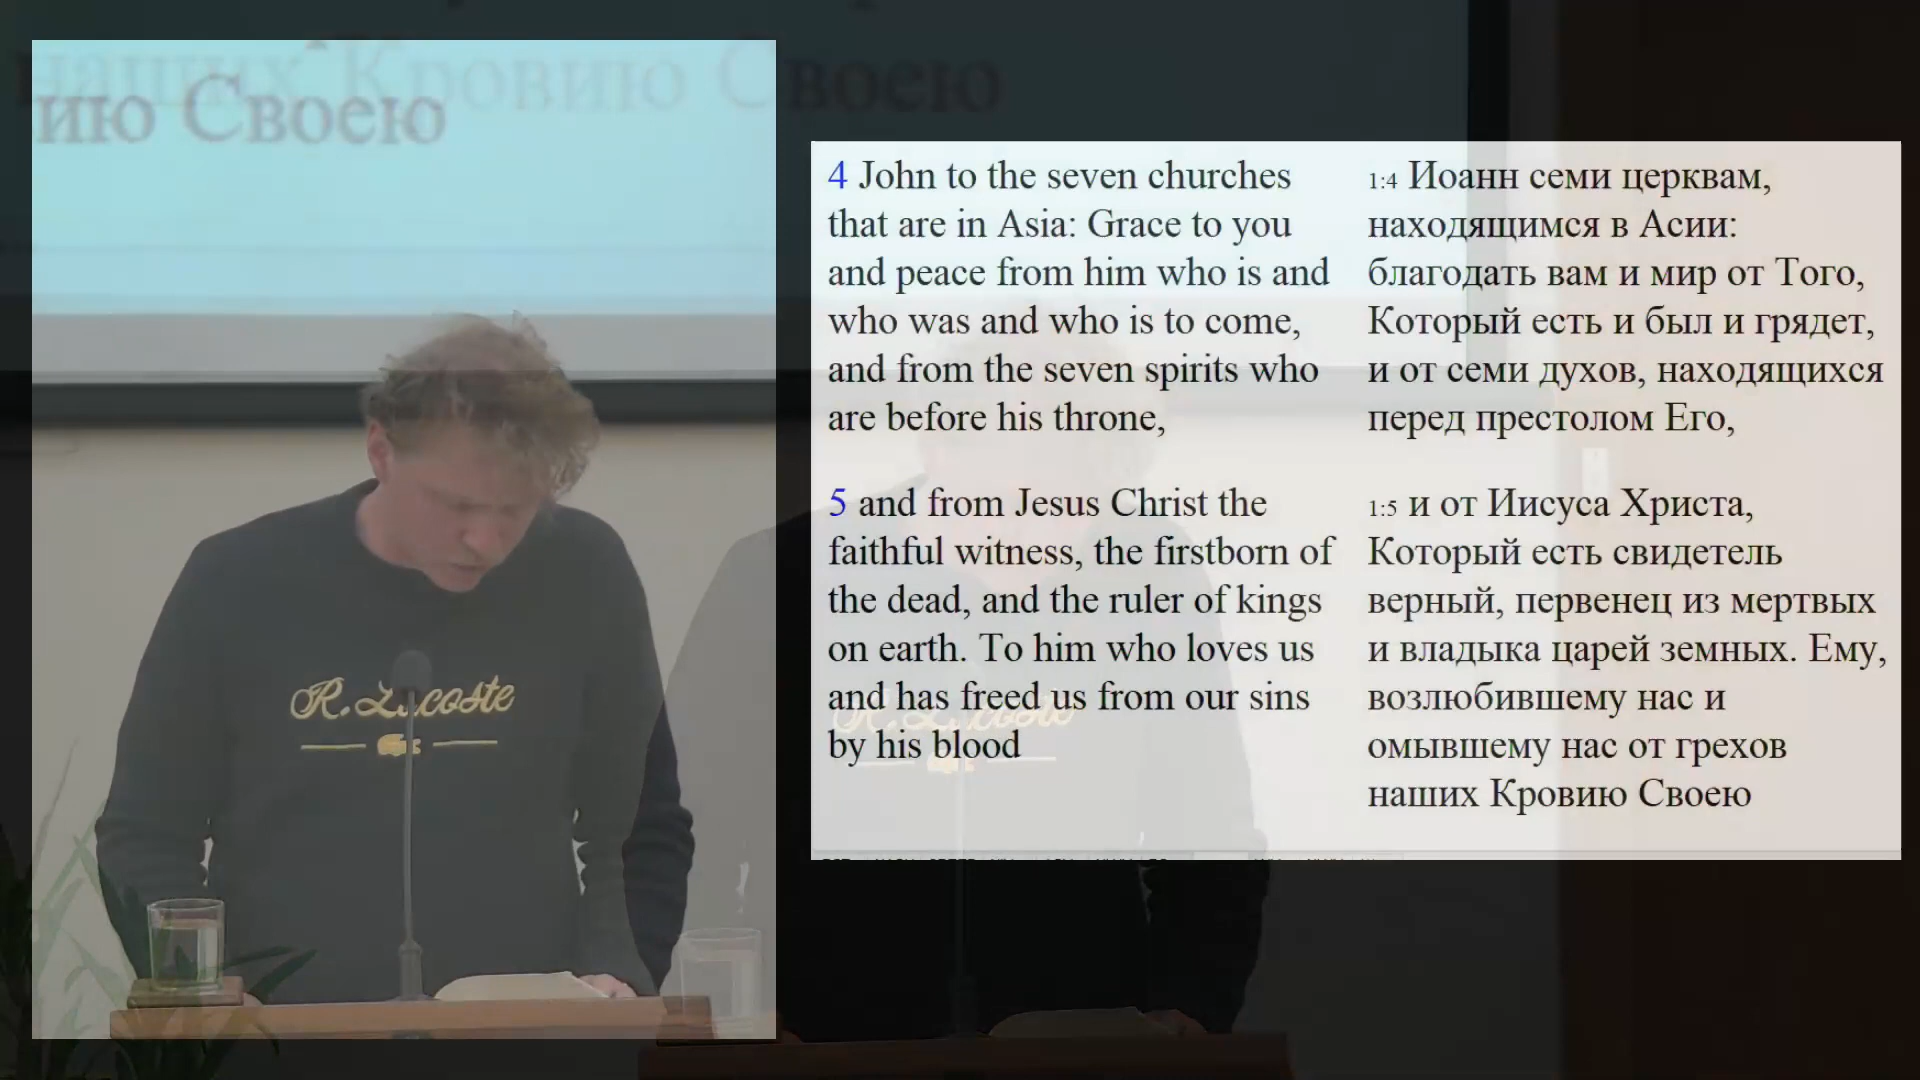 наших Кровию Своею
ию Своею
4 John to the seven churches
that are in Asia: Grace to you
and peace from him who is and
who was and who is to come,
and from the seven spirits who
are before his throne,
5 and from Jesus Christ the
faithful witness, the firstborn of
the dead, and the ruler of kings
on earth. To him who loves us
and has freed us from our sins
by his blood
1:4 Иоанн семи церквам,
находящимся в Асии:
благодать вам и мир от Того,
Который есть и был и грядет,
и от семи духов, находящихся
перед престолом Его,
1:5 и от Иисуса Христа,
Который есть свидетель
верный, первенец из мертвых
и владыка царей земных. Ему,
возлюбившему нас и
омывшему нас от грехов
наших Кровию Своею
R. Lacoste
R. Lacoste